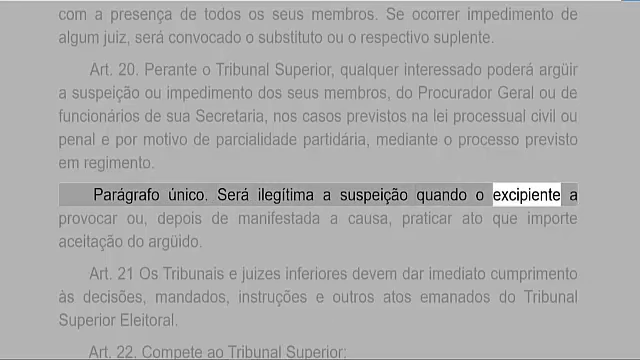 com a presença de todos os seus membros. Se ocorrer impedimento de
algum juiz, será convocado o substituto ou o respectivo suplente.
Art. 20. Perante o Tribunal Superior, qualquer interessado poderá argüir
a suspeição ou impedimento dos seus membros, do Procurador Geral ou de
funcionários de sua Secretaria, nos casos previstos na lei processual civil ou
penal e por motivo de parcialidade partidária, mediante o processo previsto
em regimento.
Parágrafo único. Será ilegítima a suspeição quando o excipiente a
provocar ou, depois de manifestada a causa, praticar ato que importe
aceitação do argüido.
Art. 21 Os Tribunais e juizes inferiores devem dar imediato cumprimento
às decisões, mandados, instruções e outros atos emanados do Tribunal
Superior Eleitoral.
Art. 22. Compete ao Tribunal Superior: